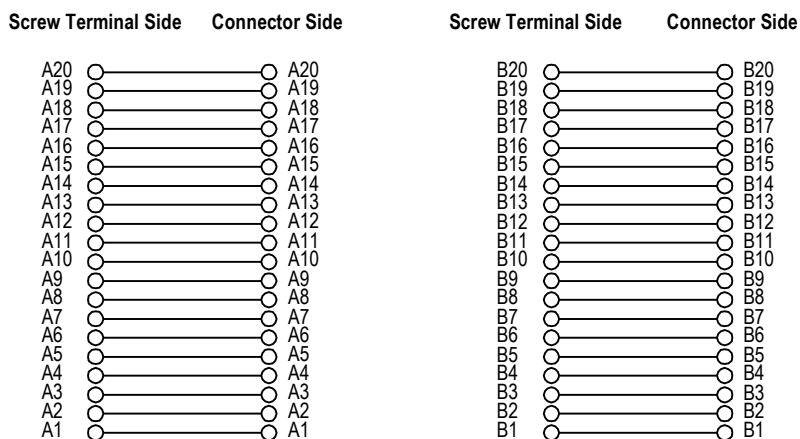 Screw Terminal Side Connector Side Screw Terminal Side Connector Side
A20 A20 B20 B20
A19 A19 B19 B19
A18 A18 B18 B18
A17 A17 B17 B17
A16 A16 B16 B16
A15 A15 B15 B15
A14 A14 B14 B14
A13 A13 B13 B13
A12 A12 B12 B12
A11 A11 B11 B11
A10 A10 B10 B10
A9 A9 B9 B9
A8 A8 B8 B8
A7 A7 B7 B7
A6 A6 B6 B6
A5 A5 B5 B5
A4 A4 B4 B4
A3 A3 B3 B3
A2 A2 B2 B2
A1 A1 B1 B1